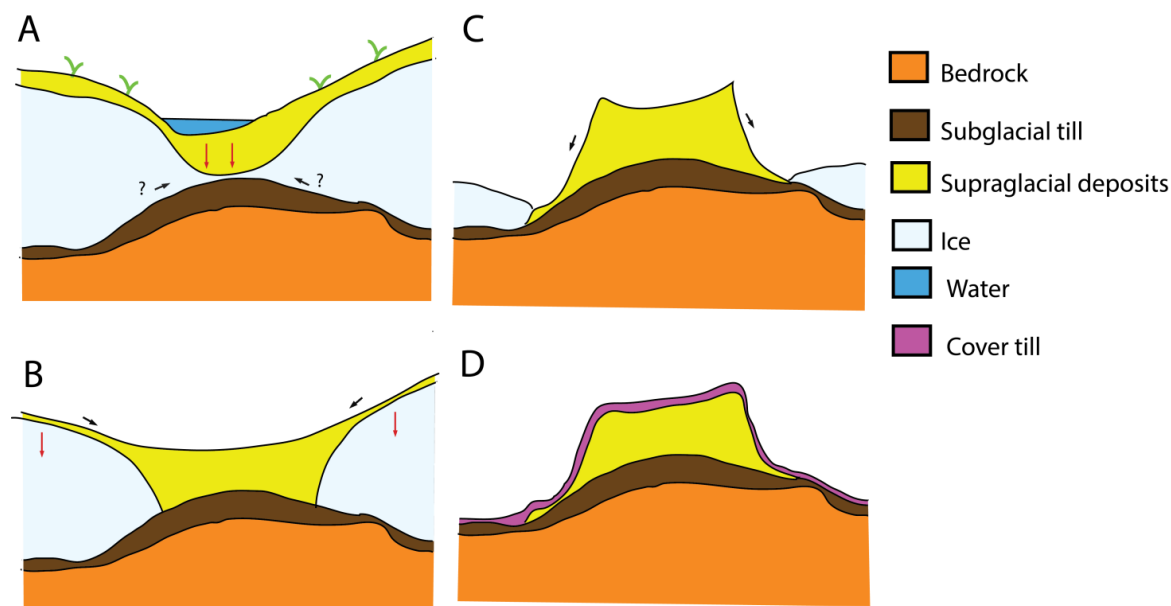 A
?
?
B
C
D
Bedrock
Subglacial till
Supraglacial deposits
Ice
Water
Cover till